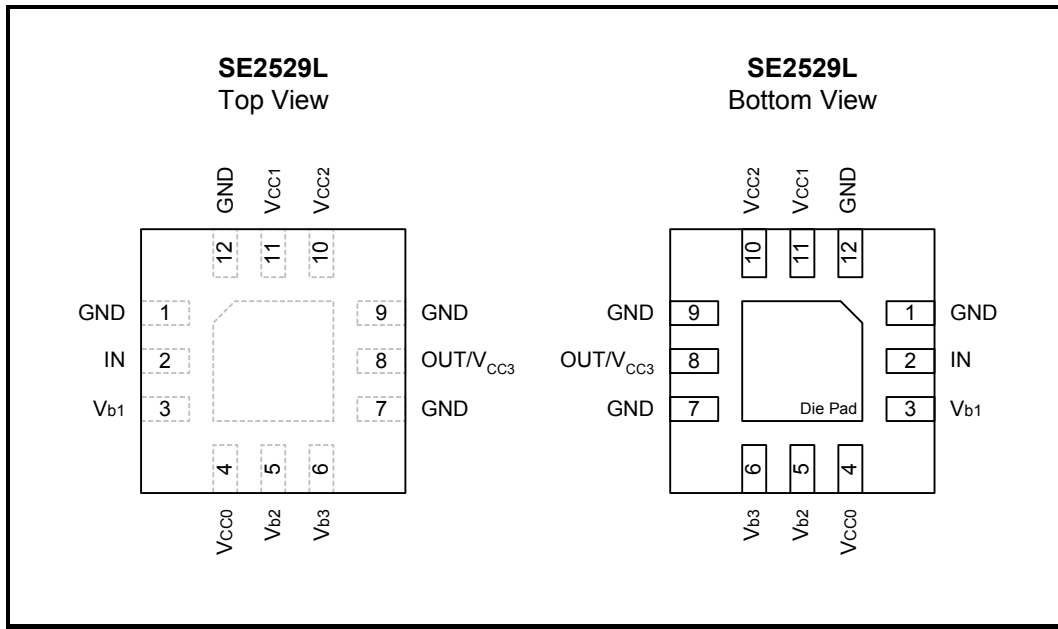 SE2529L
Top View
GND
VCC1
VCC2
12
11
10
GND 1
9 GND
IN 2
8 OUT/VCC3
Vb1 3
7 GND
4
5
6
VCC0
Vb2
Vb3
SE2529L
Bottom View
VCC2
VCC1
GND
10
11
12
GND 9
1 GND
OUT/VCC3 8
2 IN
GND 7
Die Pad
3 Vb1
6
5
4
Vb3
Vb2
VCC0